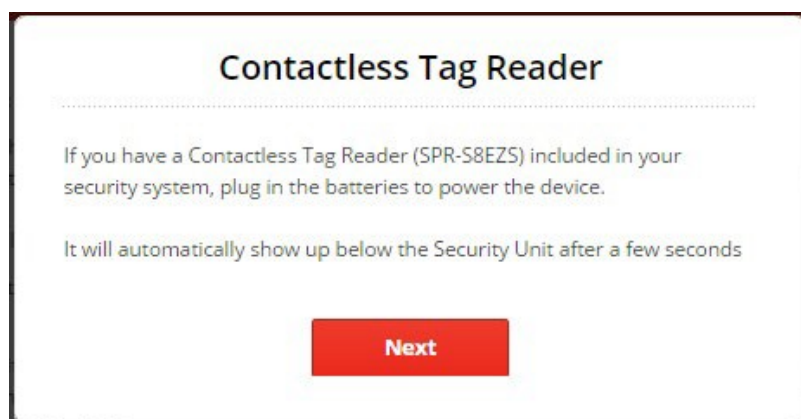 Contactless Tag Reader
If you have a Contactless Tag Reader (SPR-S8EZS) included in your
security system, plug in the batteries to power the device.
It will automatically show up below the Security Unit after a few seconds
Next